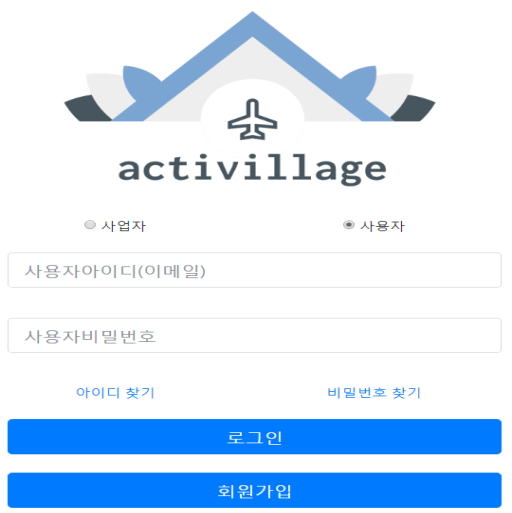 activillage
사업자 사용자
사용자아이디(이메일)
사용자비밀번호
아이디 찾기 비밀번호 찾기
로그인
회원가입